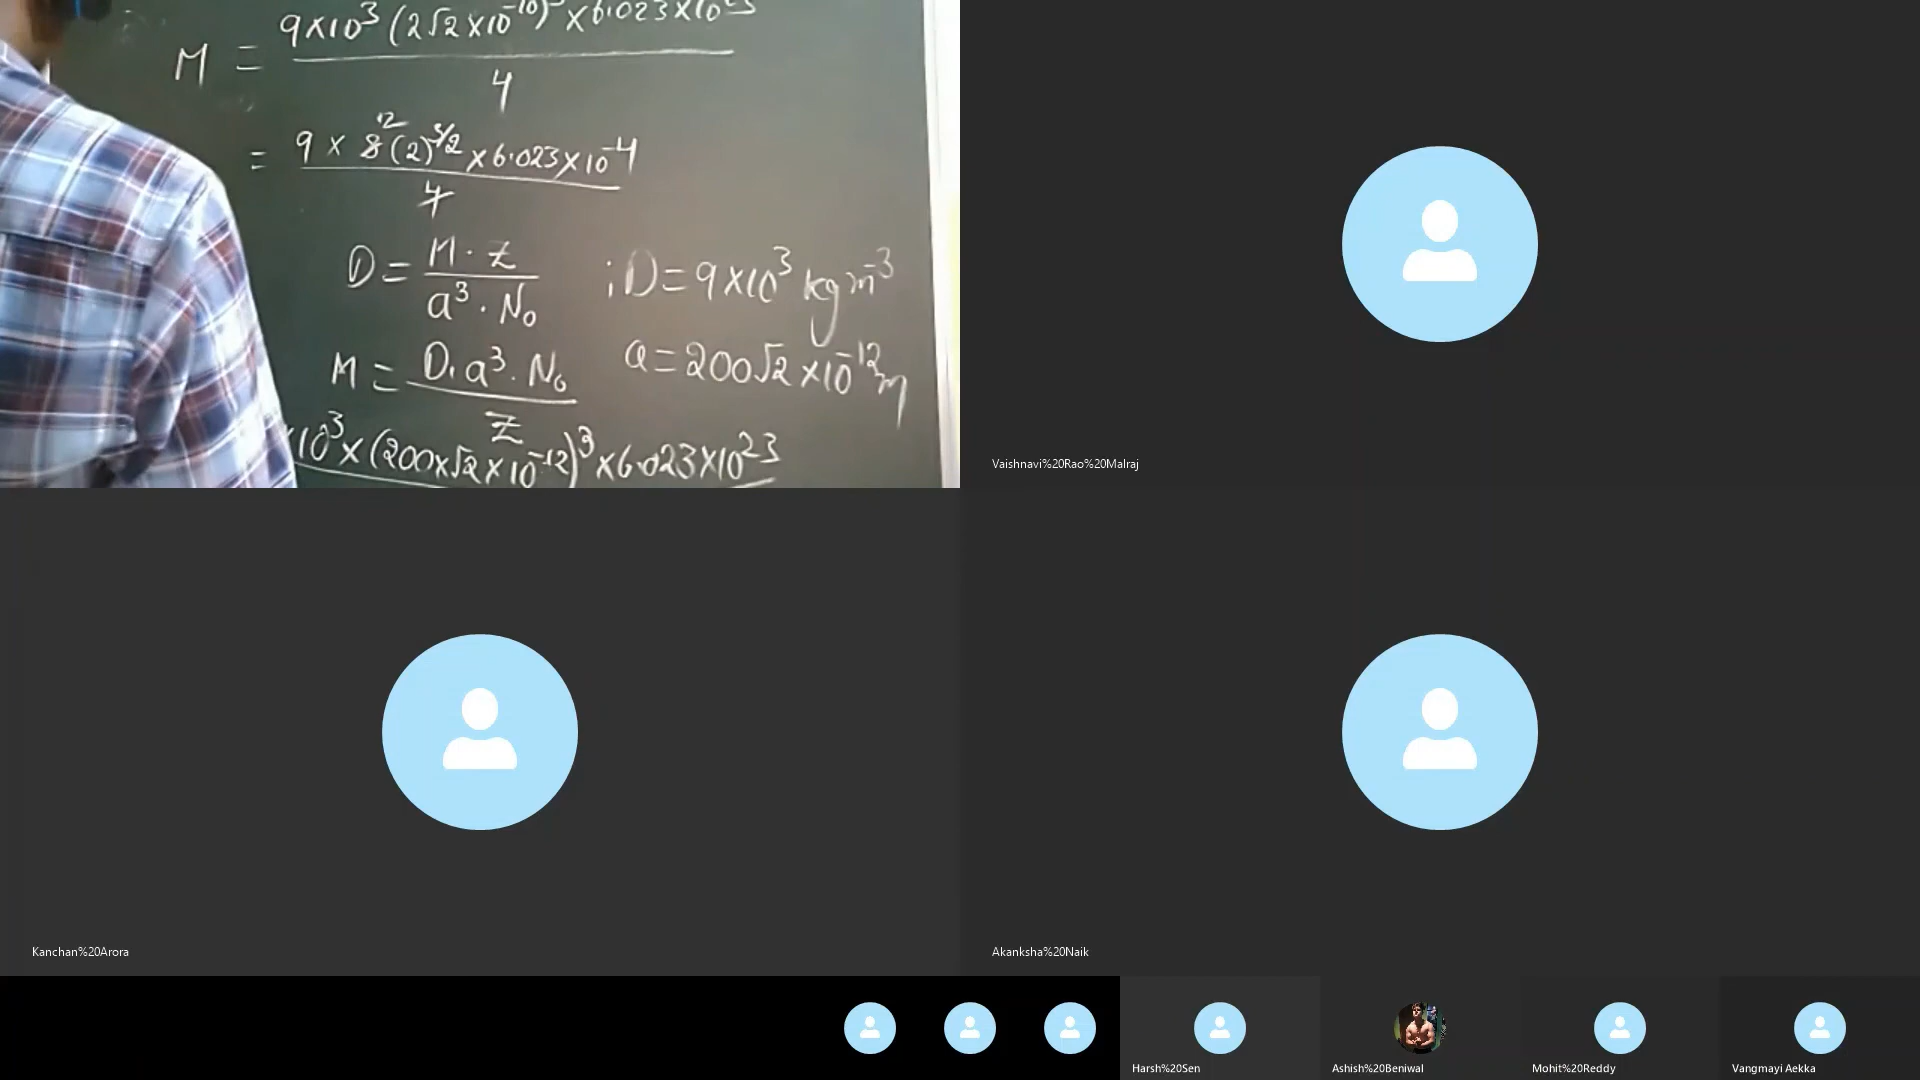 M = 9×10³ (2√2×10⁻¹⁰)³ ×6.023×10²³
4
= 9 × 8² (2)^3/2 ×6.023×10⁻⁴
4
D = M . Z ; D = 9×10³ kg m⁻³
a³ . N₀
M = D. a³ . N₀ a = 200√2 ×10⁻¹² m
Z
×10³×(200×√2×10⁻¹²)³×6.023×10²³
Vaishnavi%20Rao%20Malraj
Kanchan%20Arora
Akanksha%20Naik
Harsh%20Sen
Ashish%20Beniwal
Mohit%20Reddy
Vangmayi Aekka